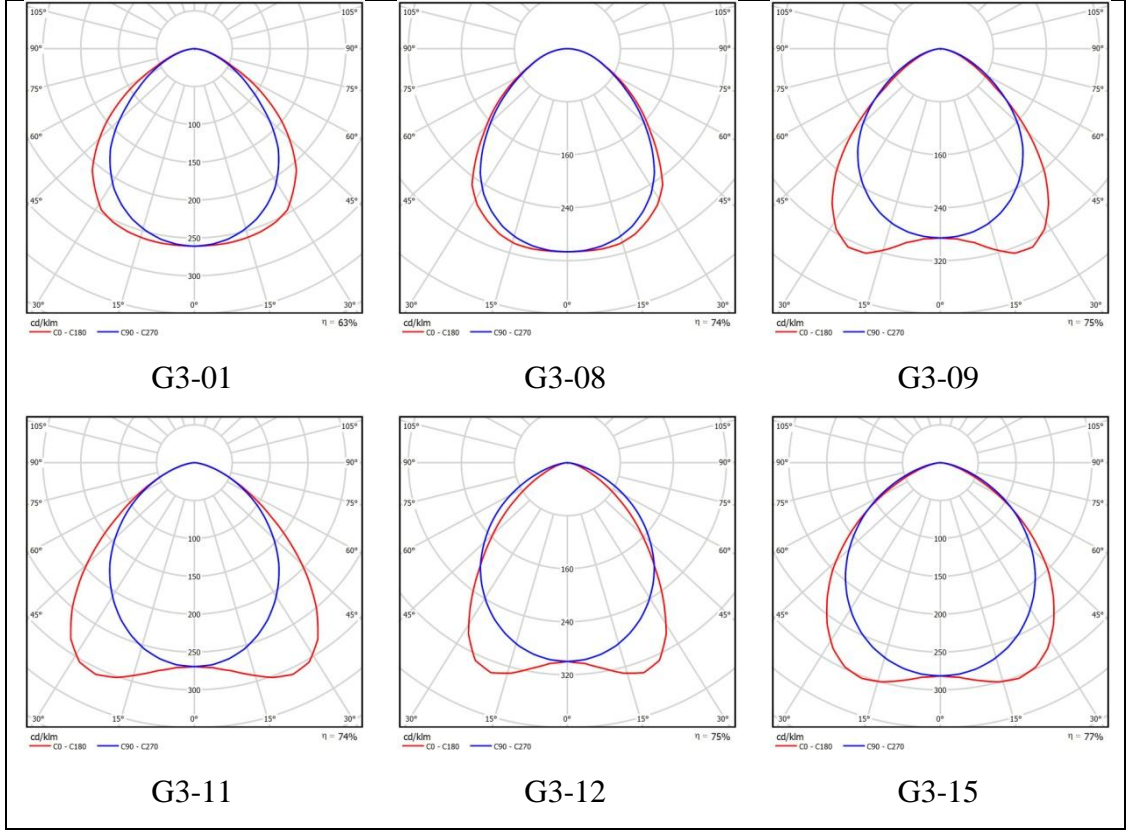 105° 105° 105° 105° 105° 105°
90° 90° 90° 90° 90° 90°
75° 75° 75° 75° 75° 75°
100
60° 60° 60° 60° 60° 60°
150 160 160
45° 200 45° 45° 240 45° 45° 240 45°
250
320
300
30° 15° 0° 15° 30° 30° 15° 0° 15° 30° 30° 15° 0° 15° 30°
cd/klm η = 63% cd/klm η = 74% cd/klm η = 75%
C0 - C180 C90 - C270 C0 - C180 C90 - C270 C0 - C180 C90 - C270
G3-01 G3-08 G3-09
105° 105° 105° 105° 105° 105°
90° 90° 90° 90° 90° 90°
75° 75° 75° 75° 75° 75°
100 100
60° 60° 60° 60° 60° 60°
150 160 150
45° 200 45° 45° 240 45° 45° 200 45°
250 250
320
300 300
30° 15° 0° 15° 30° 30° 15° 0° 15° 30° 30° 15° 0° 15° 30°
cd/klm η = 74% cd/klm η = 75% cd/klm η = 77%
C0 - C180 C90 - C270 C0 - C180 C90 - C270 C0 - C180 C90 - C270
G3-11 G3-12 G3-15